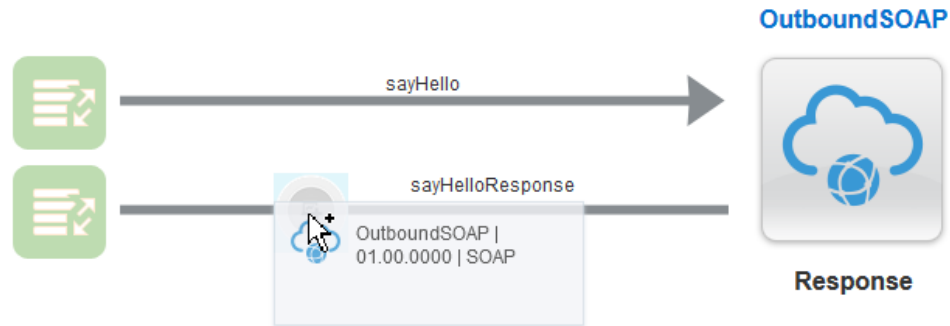 OutboundSOAP
sayHello
sayHelloResponse
OutboundSOAP |
01.00.0000 | SOAP
Response